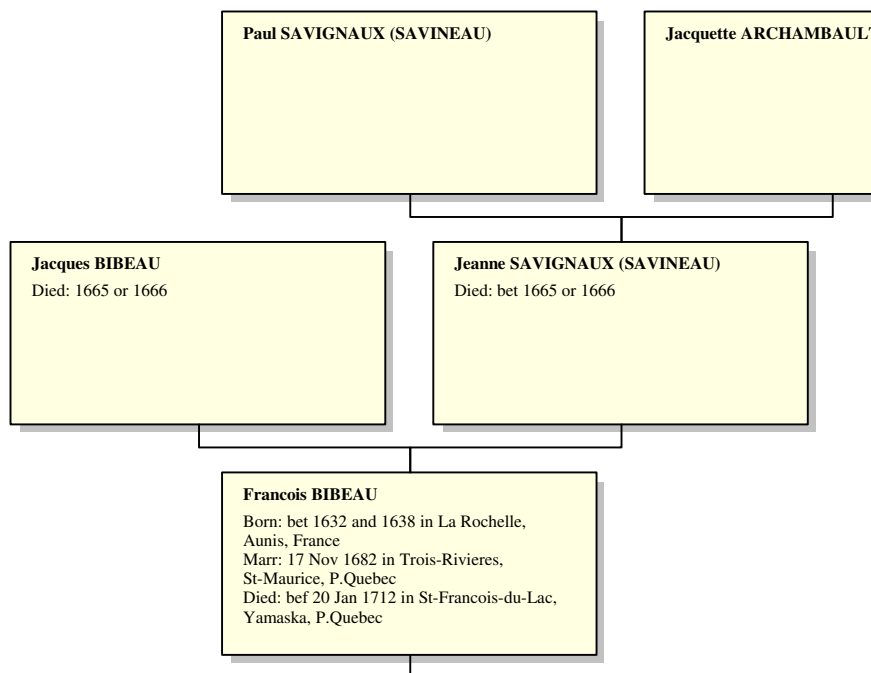 Paul SAVIGNAUX (SAVINEAU)
Jacquette ARCHAMBAULT
Jacques BIBEAU
Died: 1665 or 1666
Jeanne SAVIGNAUX (SAVINEAU)
Died: bet 1665 or 1666
Francois BIBEAU
Born: bet 1632 and 1638 in La Rochelle,
Aunis, France
Marr: 17 Nov 1682 in Trois-Rivieres,
St-Maurice, P.Quebec
Died: bef 20 Jan 1712 in St-Francois-du-Lac,
Yamaska, P.Quebec